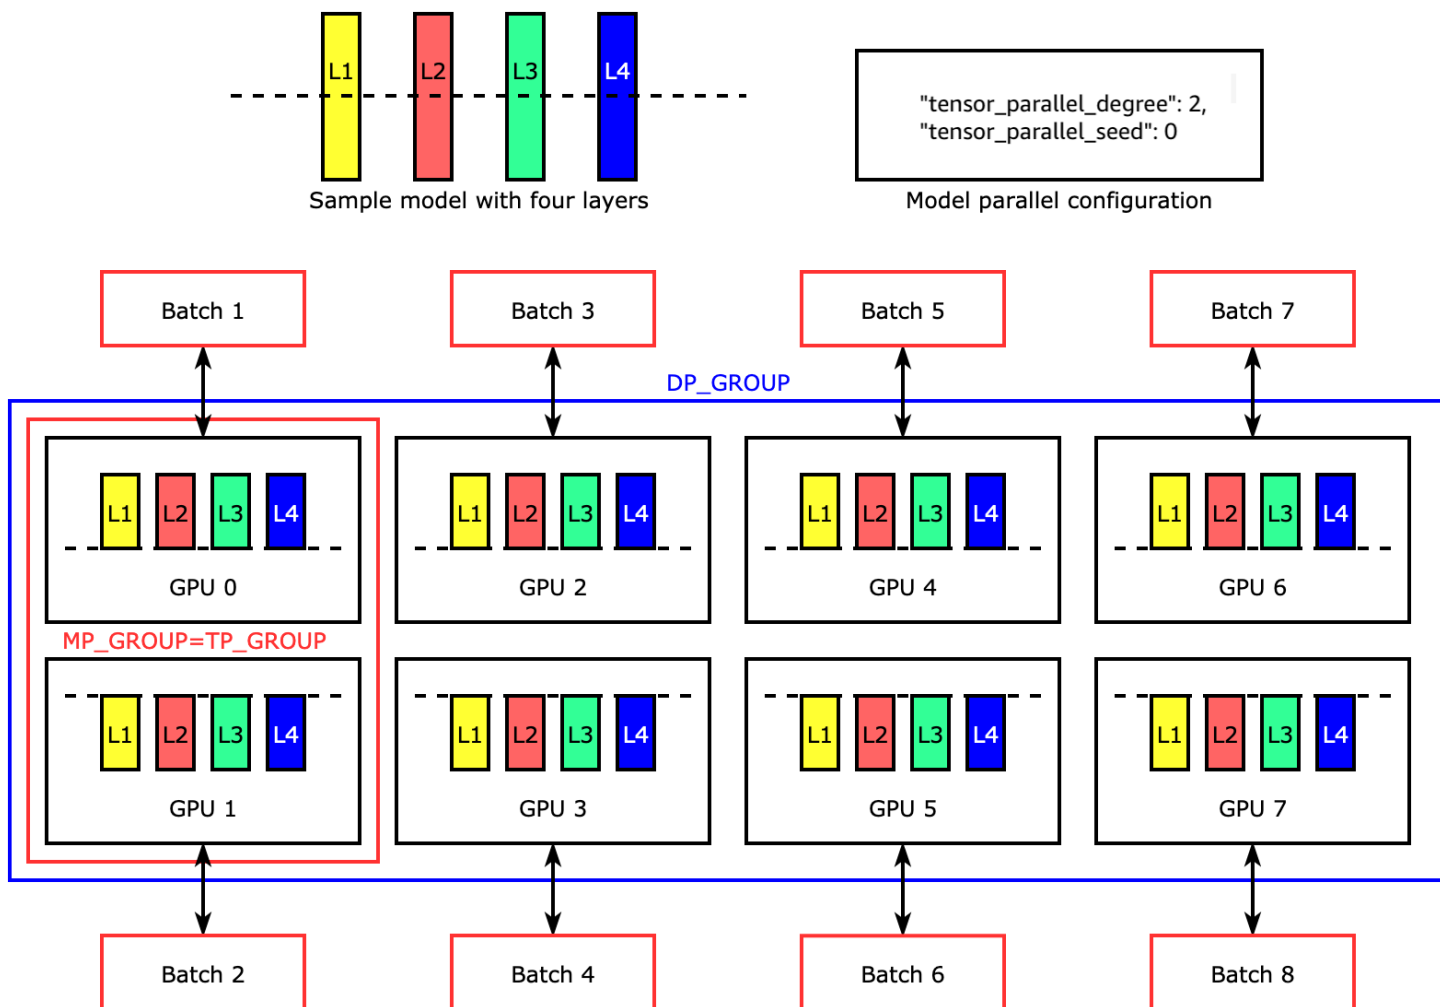 L1 L2 L3 L4
Sample model with four layers
"tensor_parallel_degree": 2,
"tensor_parallel_seed": 0
Model parallel configuration
Batch 1 Batch 3 Batch 5 Batch 7
DP_GROUP
L1 L2 L3 L4 L1 L2 L3 L4 L1 L2 L3 L4 L1 L2 L3 L4
GPU 0 GPU 2 GPU 4 GPU 6
MP_GROUP=TP_GROUP
L1 L2 L3 L4 L1 L2 L3 L4 L1 L2 L3 L4 L1 L2 L3 L4
GPU 1 GPU 3 GPU 5 GPU 7
Batch 2 Batch 4 Batch 6 Batch 8